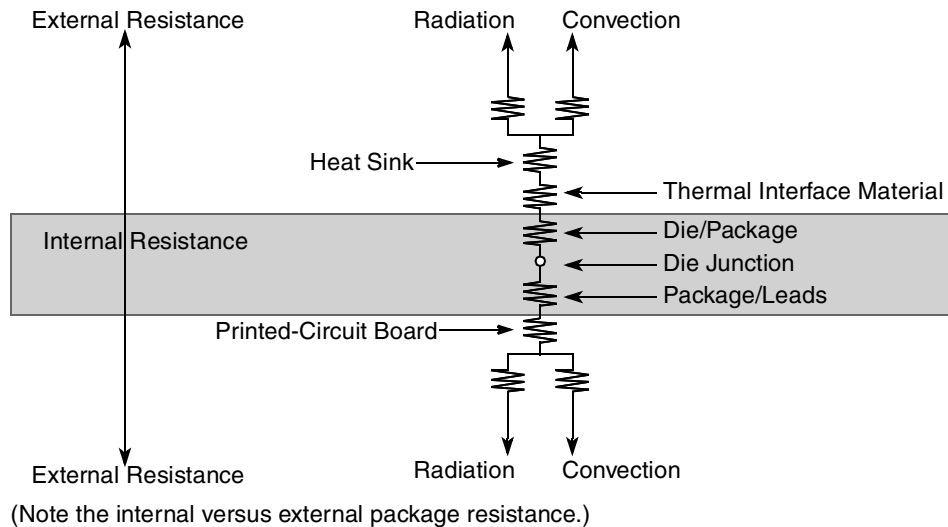 External Resistance
Radiation
Convection
Heat Sink
Thermal Interface Material
Internal Resistance
Die/Package
Die Junction
Package/Leads
Printed-Circuit Board
External Resistance
Radiation
Convection
(Note the internal versus external package resistance.)